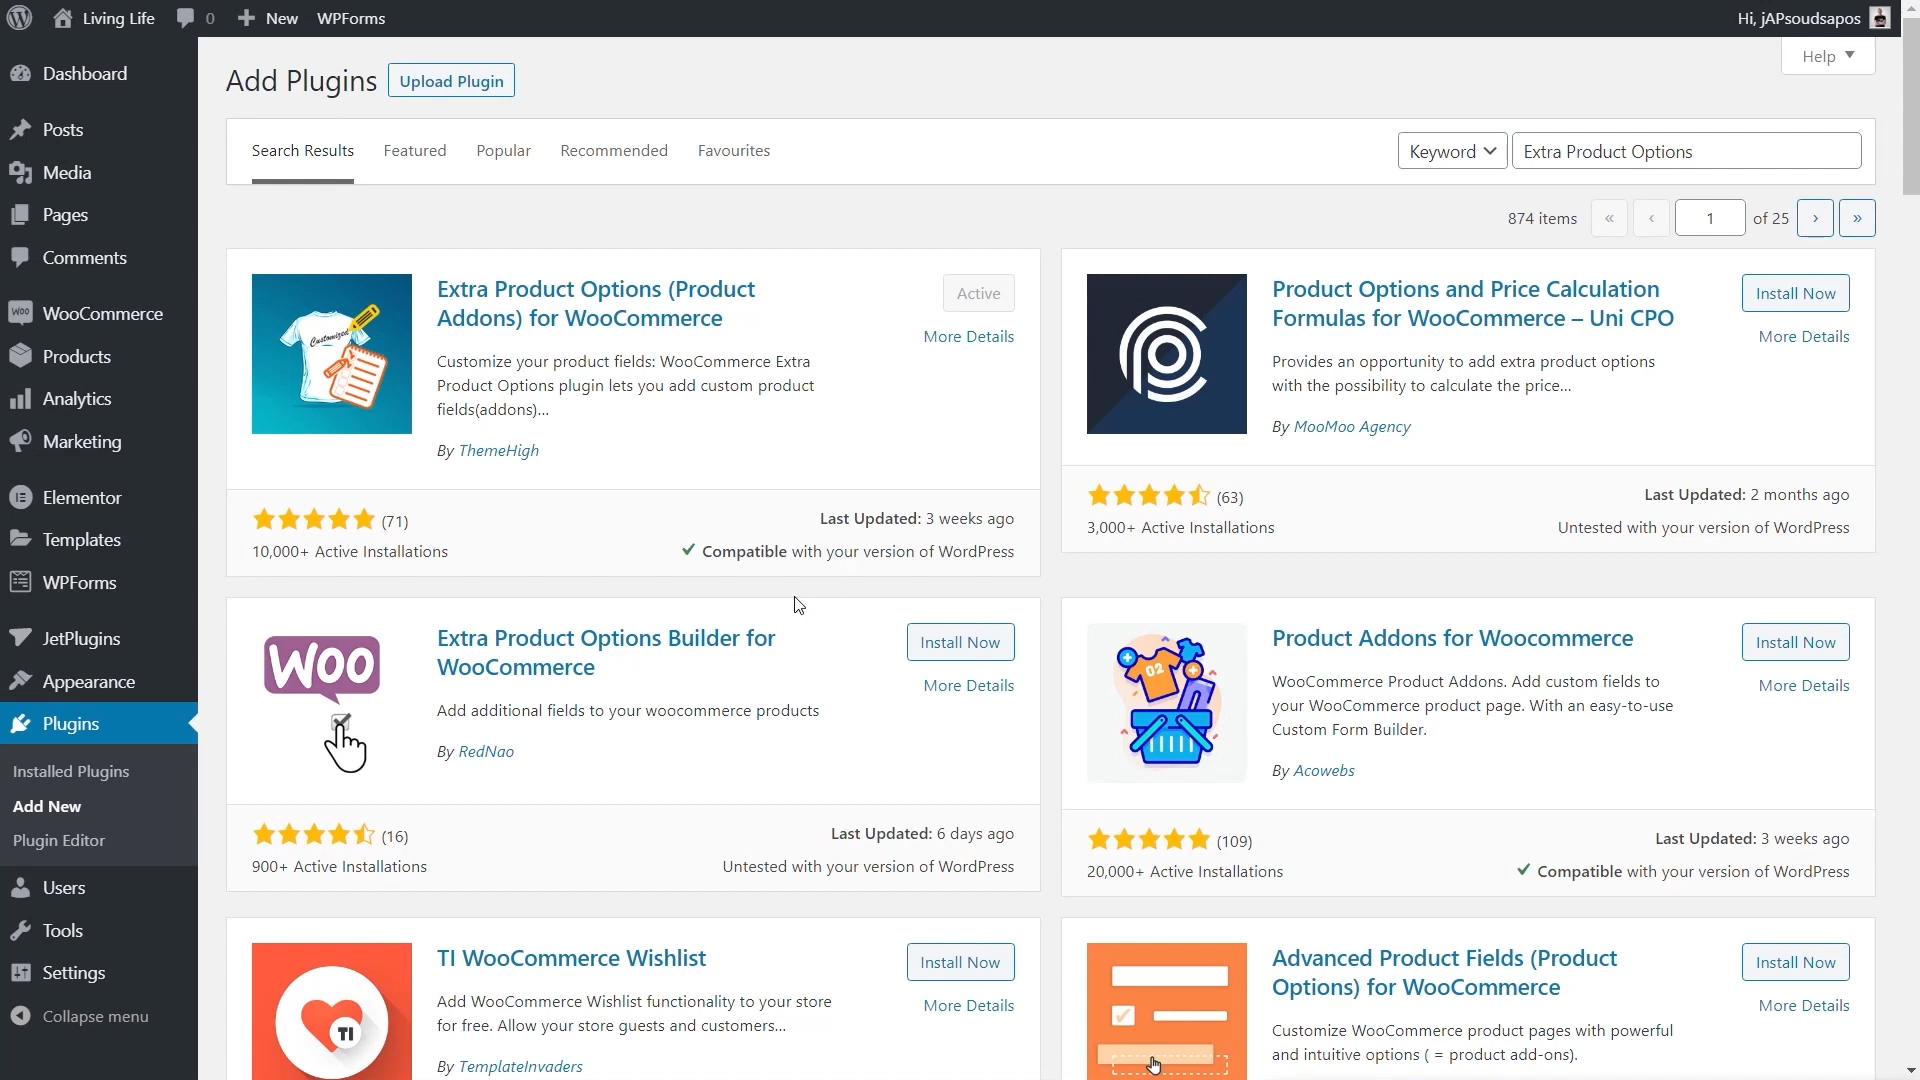 Living Life 0 New WPForms Hi, jAPsoudsapos
Help
Dashboard
Posts
Media
Pages
Comments
WOO WooCommerce
Products
Analytics
Marketing
Elementor
Templates
WPForms
JetPlugins
Appearance
Plugins
Installed Plugins
Add New
Plugin Editor
Users
Tools
Settings
Collapse menu
Add Plugins Upload Plugin
Search Results Featured Popular Recommended Favourites Keyword Extra Product Options
874 items « ‹ 1 of 25 › »
Customized
Extra Product Options (Product
Addons) for WooCommerce
Active
More Details
Customize your product fields: WooCommerce Extra
Product Options plugin lets you add custom product
fields(addons)...
By ThemeHigh
(71)
10,000+ Active Installations
Last Updated: 3 weeks ago
Compatible with your version of WordPress
Product Options and Price Calculation
Formulas for WooCommerce – Uni CPO
Install Now
More Details
Provides an opportunity to add extra product options
with the possibility to calculate the price...
By MooMoo Agency
(63)
3,000+ Active Installations
Last Updated: 2 months ago
Untested with your version of WordPress
WOO
Extra Product Options Builder for
WooCommerce
Install Now
More Details
Add additional fields to your woocommerce products
By RedNao
(16)
900+ Active Installations
Last Updated: 6 days ago
Untested with your version of WordPress
02
Product Addons for Woocommerce
Install Now
More Details
WooCommerce Product Addons. Add custom fields to
your WooCommerce product page. With an easy-to-use
Custom Form Builder.
By Acowebs
(109)
20,000+ Active Installations
Last Updated: 3 weeks ago
Compatible with your version of WordPress
TI
TI WooCommerce Wishlist
Install Now
More Details
Add WooCommerce Wishlist functionality to your store
for free. Allow your store guests and customers...
By TemplateInvaders
Advanced Product Fields (Product
Options) for WooCommerce
Install Now
More Details
Customize WooCommerce product pages with powerful
and intuitive options ( = product add-ons).